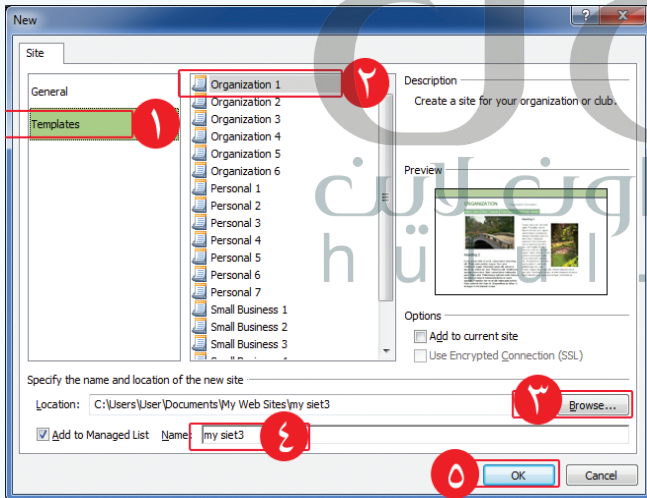 New
Site
General
Templates
١
Organization 1
٢
Organization 2
Organization 3
Organization 4
Organization 5
Organization 6
Personal 1
Personal 2
Personal 3
Personal 4
Personal 5
Personal 6
Personal 7
Small Business 1
Small Business 2
Small Business 3
Description
Create a site for your organization or club.
Preview
ORGANIZATION
Options
Add to current site
Use Encrypted Connection (SSL)
Specify the name and location of the new site
Location: C:\Users\User\Documents\My Web Sites\my siet3
٣
Browse...
Add to Managed List Name: my siet3
٤
٥
OK Cancel